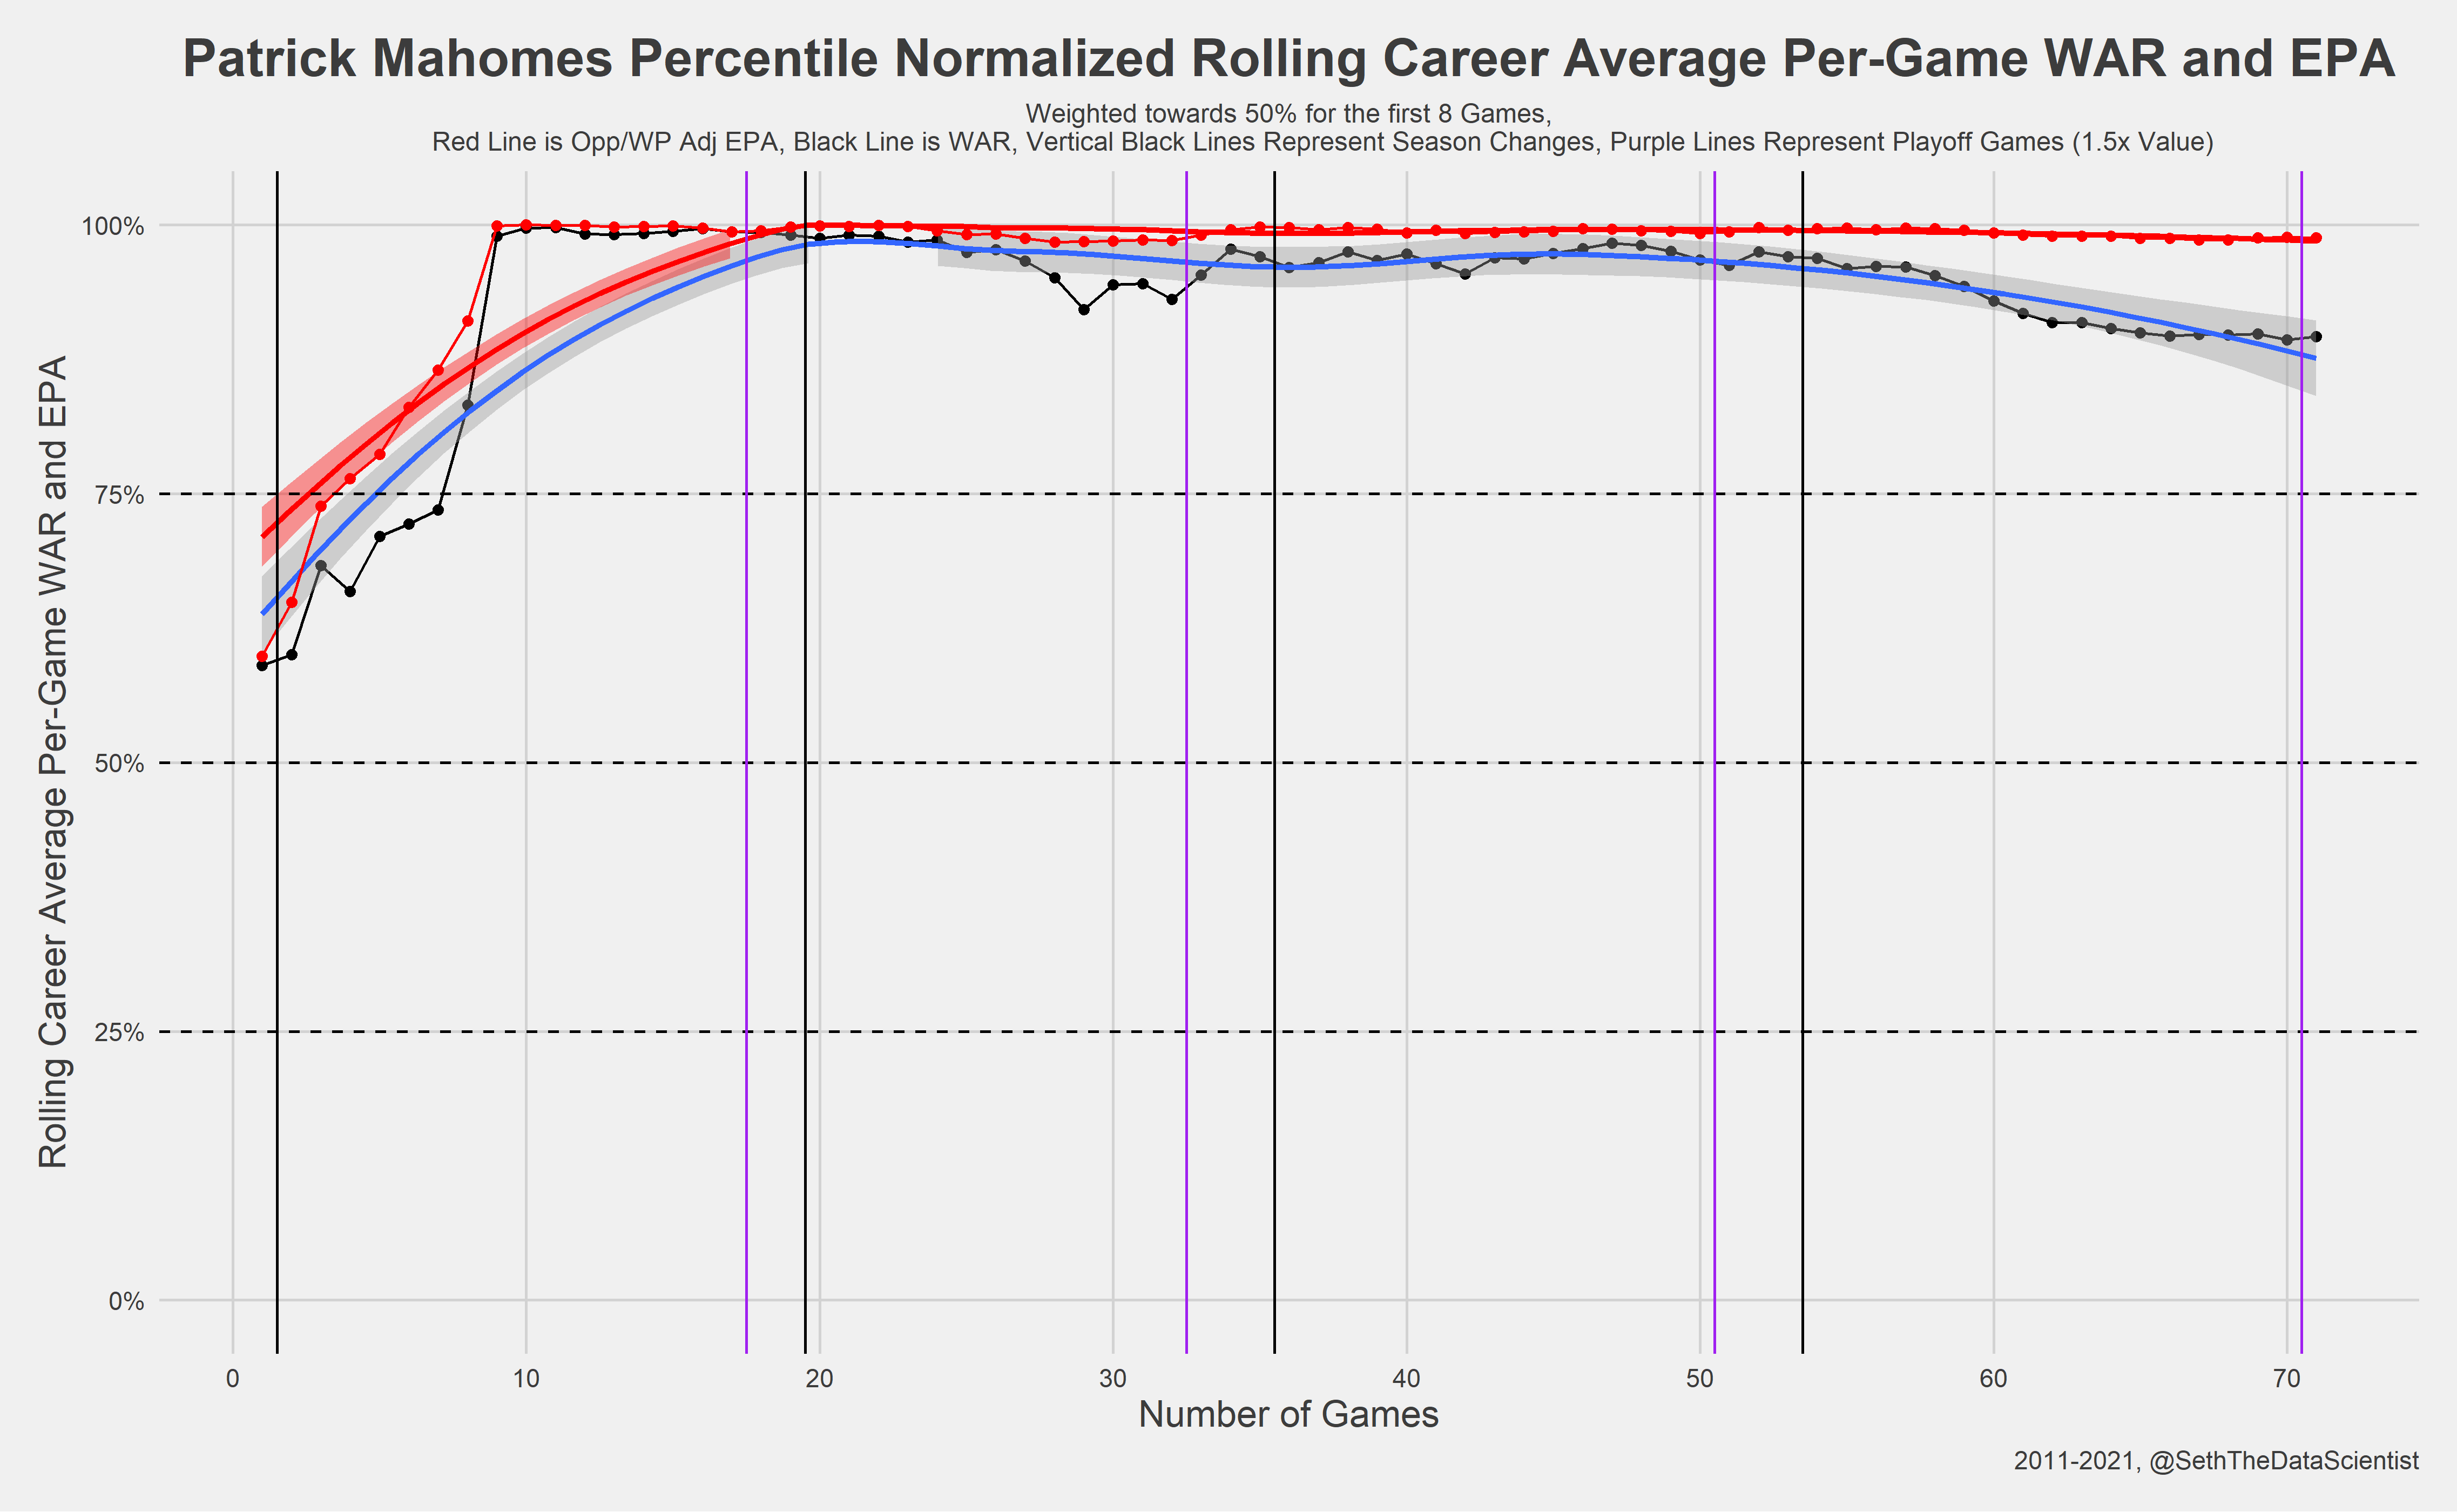 Patrick Mahomes Percentile Normalized Rolling Career Average Per-Game WAR and EPA
Weighted towards 50% for the first 8 Games,
Red Line is Opp/WP Adj EPA, Black Line is WAR, Vertical Black Lines Represent Season Changes, Purple Lines Represent Playoff Games (1.5x Value)
Rolling Career Average Per-Game WAR and EPA
100%
75%
50%
25%
0%
0 10 20 30 40 50 60 70
Number of Games
2011-2021, @SethTheDataScientist